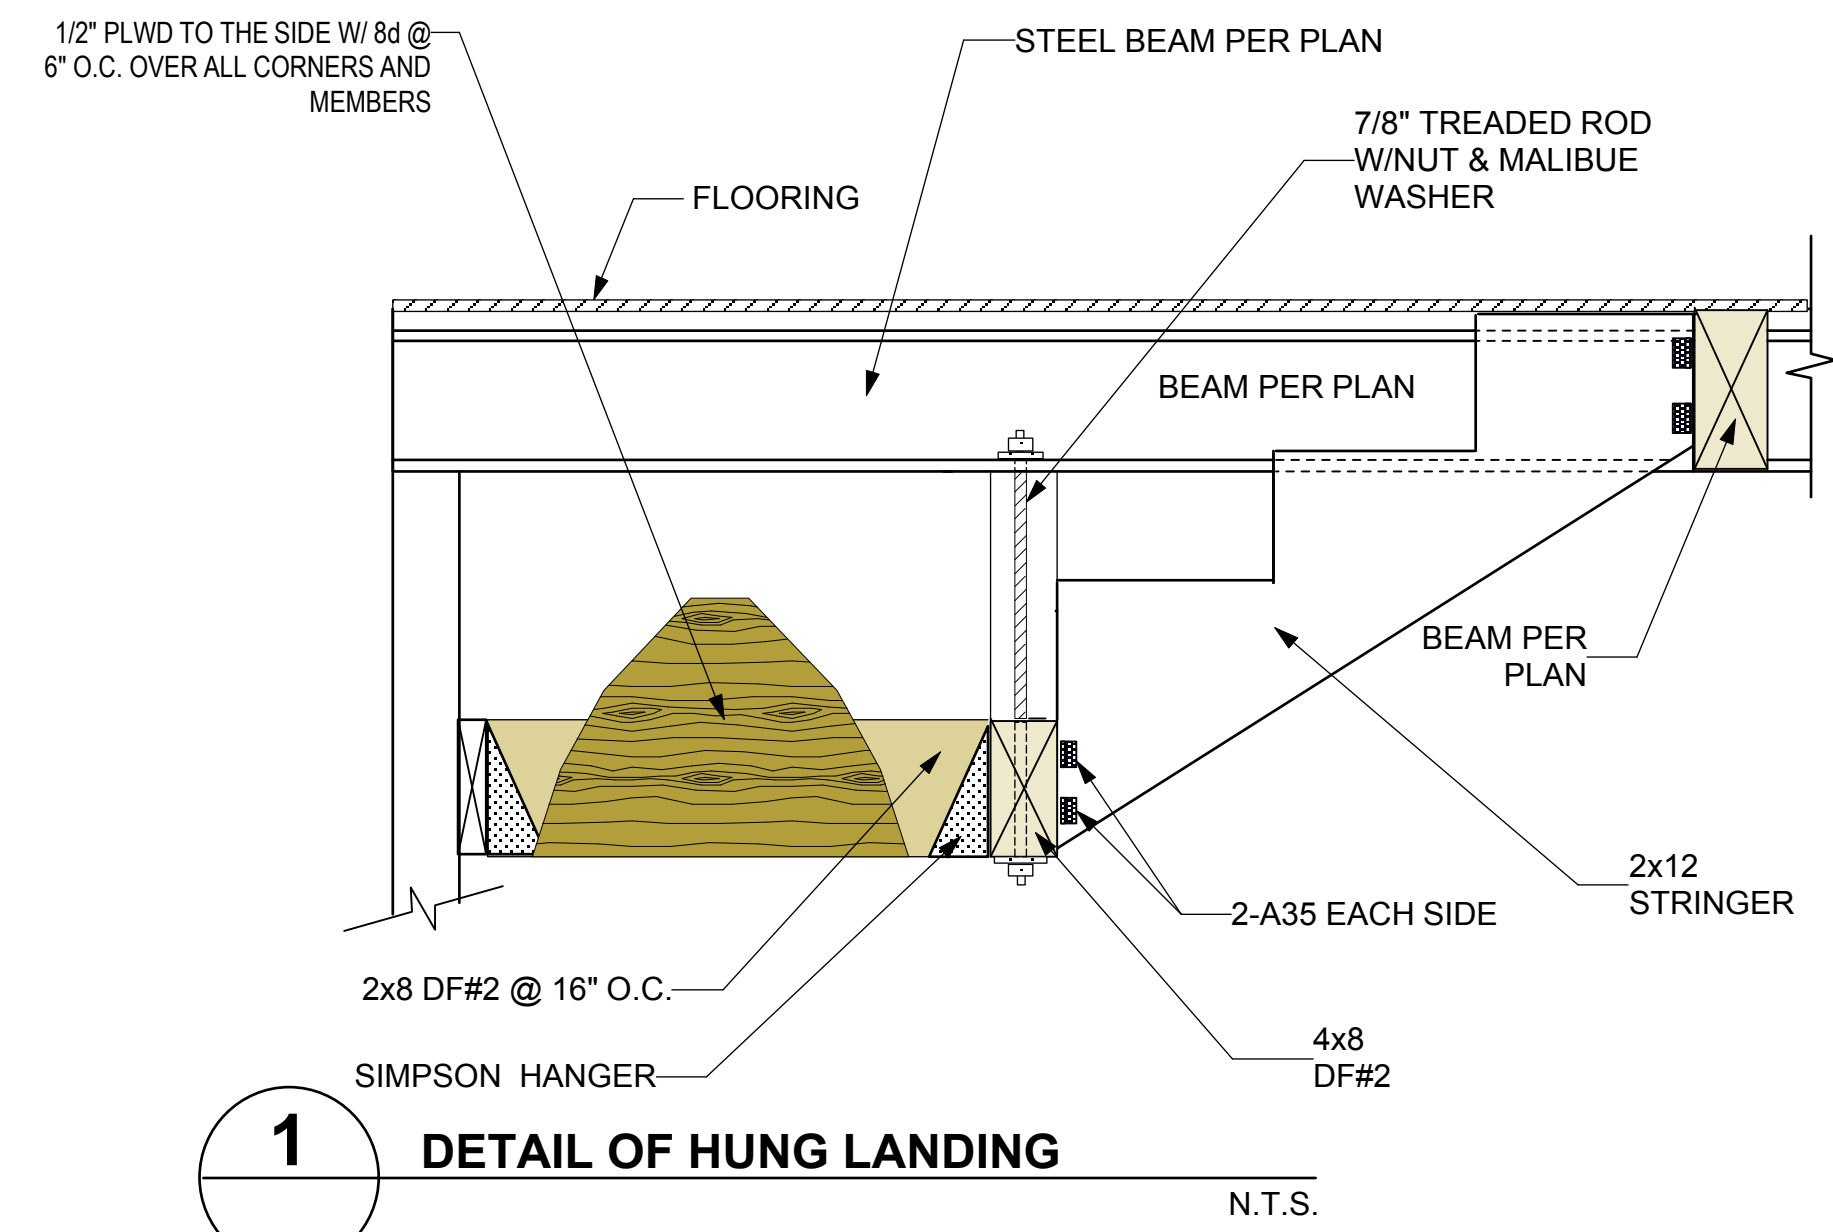 1/2" PLWD TO THE SIDE W/ 8d @
6" O.C. OVER ALL CORNERS AND
MEMBERS
STEEL BEAM PER PLAN
7/8" TREADED ROD
W/NUT & MALIBUE
WASHER
FLOORING
BEAM PER PLAN
BEAM PER
PLAN
2x12
STRINGER
2-A35 EACH SIDE
2x8 DF#2 @ 16" O.C.
4x8
DF#2
SIMPSON HANGER
1
DETAIL OF HUNG LANDING
N.T.S.